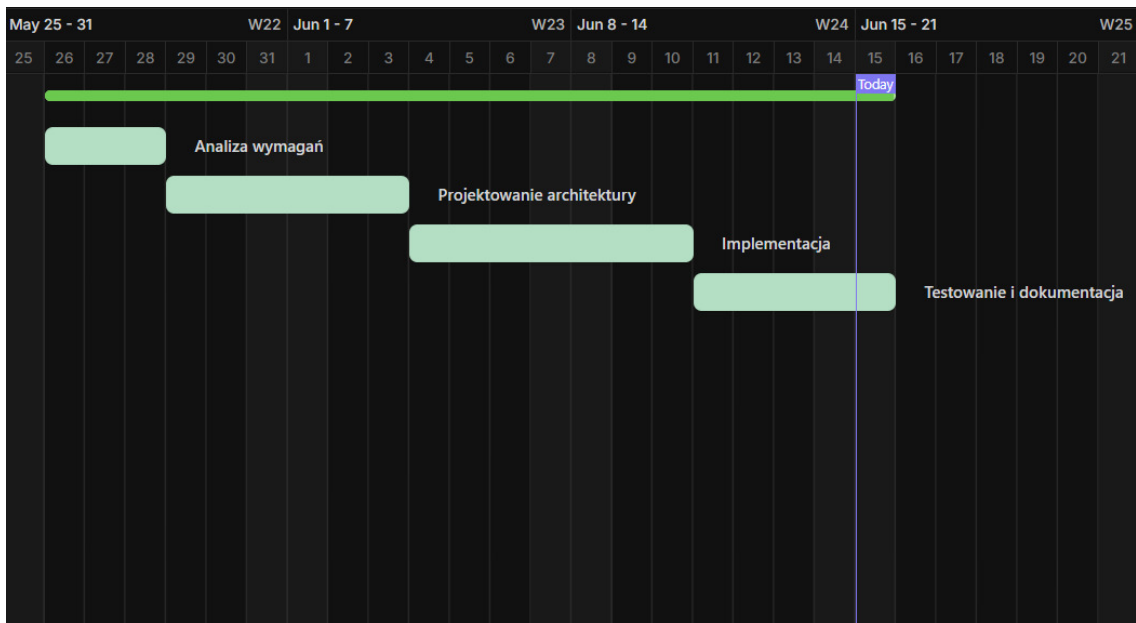 May 25 - 31 W22 Jun 1 - 7 W23 Jun 8 - 14 W24 Jun 15 - 21 W25
25 26 27 28 29 30 31 1 2 3 4 5 6 7 8 9 10 11 12 13 14 15 16 17 18 19 20 21
Today
Analiza wymagań
Projektowanie architektury
Implementacja
Testowanie i dokumentacja